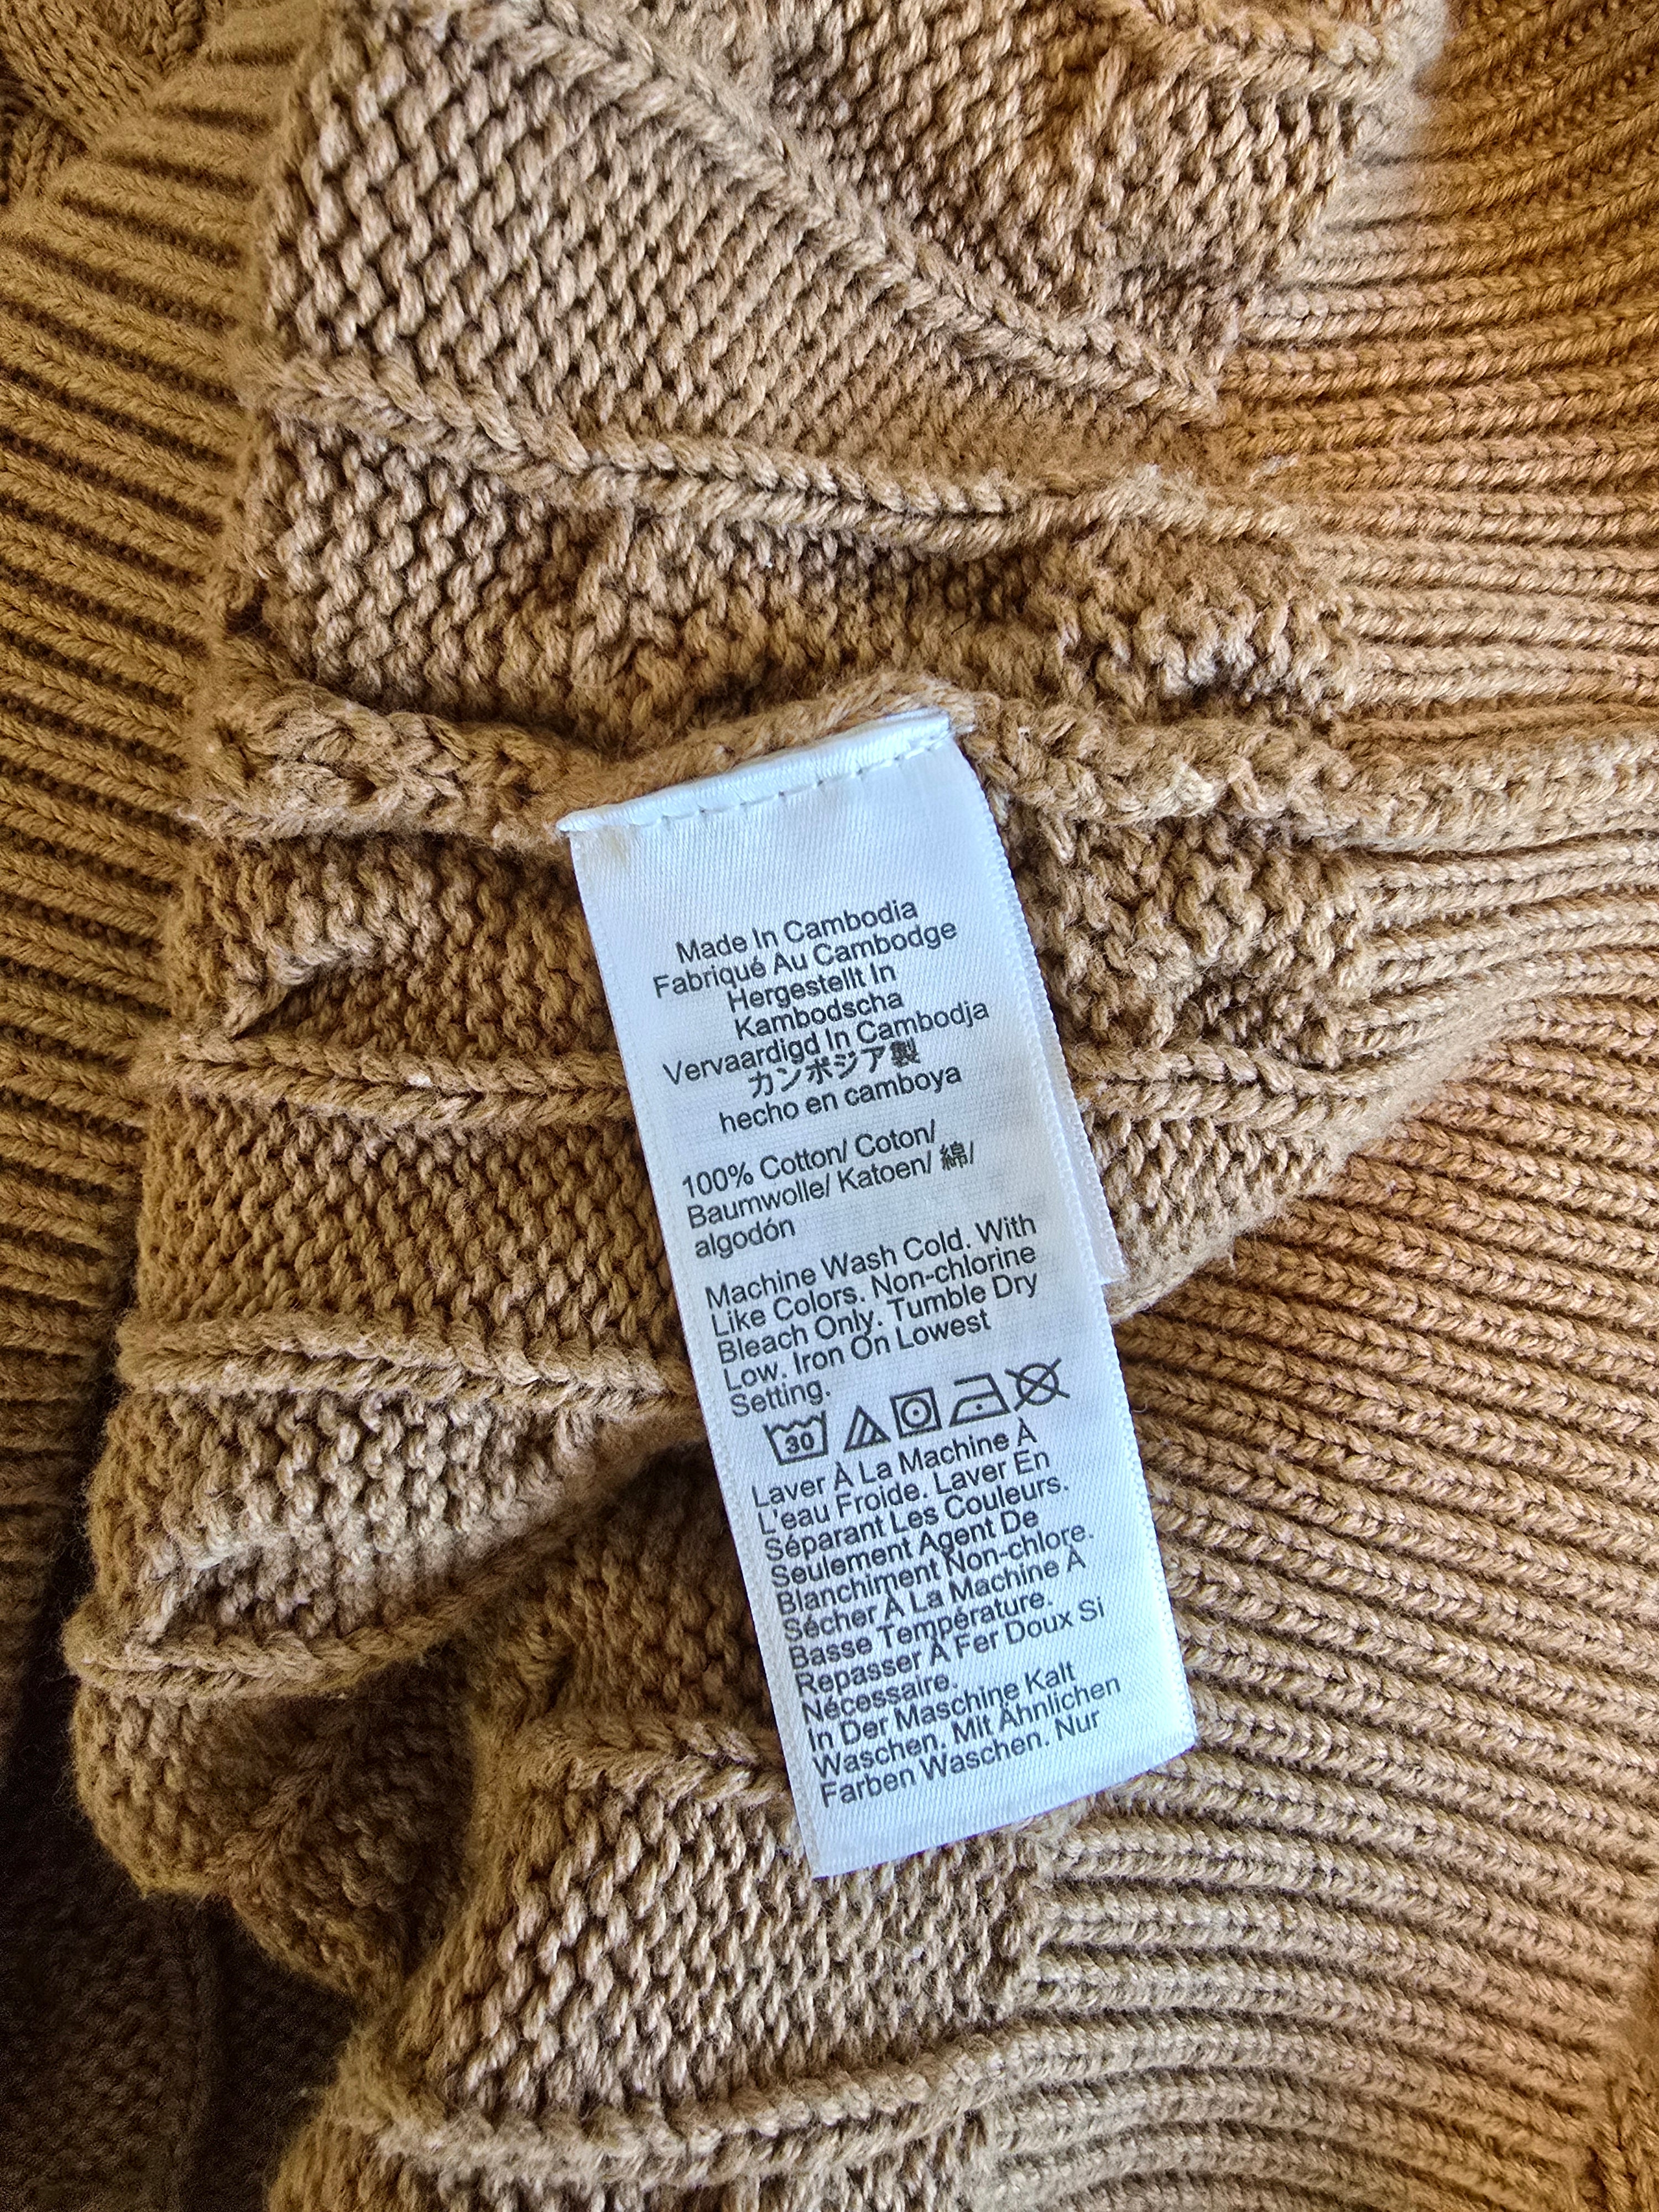 Made In Cambodia
Fabriqué Au Cambodge
Hergestellt In
Kambodscha
Vervaardigd In Cambodja
カンボジア製
hecho en camboya
100% Cotton/ Coton/
Baumwolle/ Katoen/ 綿/
algodón
Machine Wash Cold. With
Like Colors. Non-chlorine
Bleach Only. Tumble Dry
Low. Iron On Lowest
Setting.
30
Laver À La Machine À
L'eau Froide. Laver En
Séparant Les Couleurs.
Seulement Agent De
Blanchiment Non-chlore.
Sécher À La Machine À
Basse Température.
Repasser À Fer Doux Si
Nécessaire.
In Der Maschine Kalt
Waschen. Mit Ähnlichen
Farben Waschen. Nur